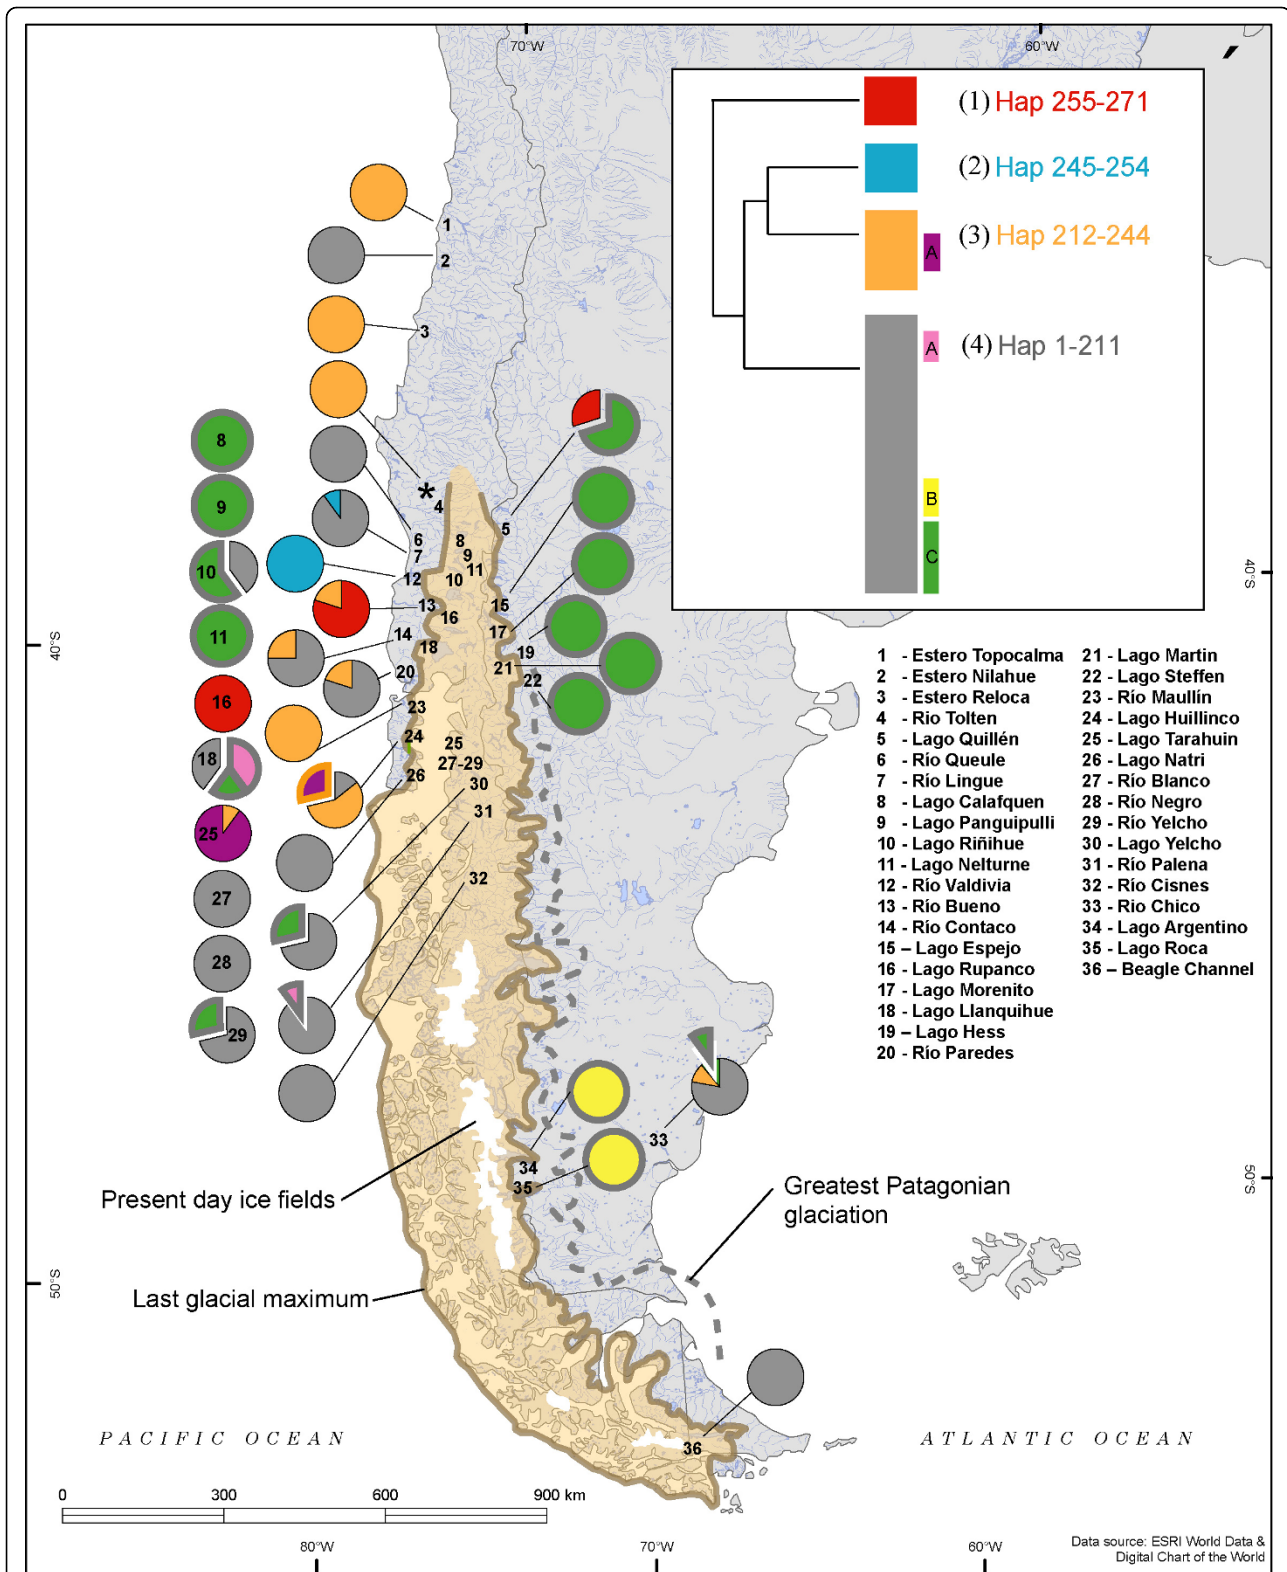 70°W
60°W
(1) Hap 255-271
(2) Hap 245-254
(3) Hap 212-244
A
(4) Hap 1-211
A
B
C
1
2
3
*
4
5
6
7
8
9
10
11
12
13
14
15
16
17
18
19
20
21
22
23
24
25
26
27-29
30
31
32
33
34
35
36
8
9
10
11
16
18
25
27
28
29
40°S
40°S
50°S
50°S
1 - Estero Topocalma
2 - Estero Nilahue
3 - Estero Reloca
4 - Río Tolten
5 - Lago Quillén
6 - Río Queule
7 - Río Lingue
8 - Lago Calafquen
9 - Lago Panguipulli
10 - Lago Riñihue
11 - Lago Nelturne
12 - Río Valdivia
13 - Río Bueno
14 - Río Contaco
15 – Lago Espejo
16 - Lago Rupanco
17 - Lago Morenito
18 - Lago Llanquihue
19 – Lago Hess
20 - Río Paredes
21 - Lago Martin
22 - Lago Steffen
23 - Río Maullín
24 - Lago Huillinco
25 - Lago Tarahuin
26 - Lago Natri
27 - Río Blanco
28 - Río Negro
29 - Río Yelcho
30 - Lago Yelcho
31 - Río Palena
32 - Río Cisnes
33 - Río Chico
34 - Lago Argentino
35 - Lago Roca
36 – Beagle Channel
Present day ice fields
Last glacial maximum
Greatest Patagonian
glaciation
PACIFIC OCEAN
ATLANTIC OCEAN
0 300 600 900 km
80°W
70°W
60°W
Data source: ESRI World Data &
Digital Chart of the World